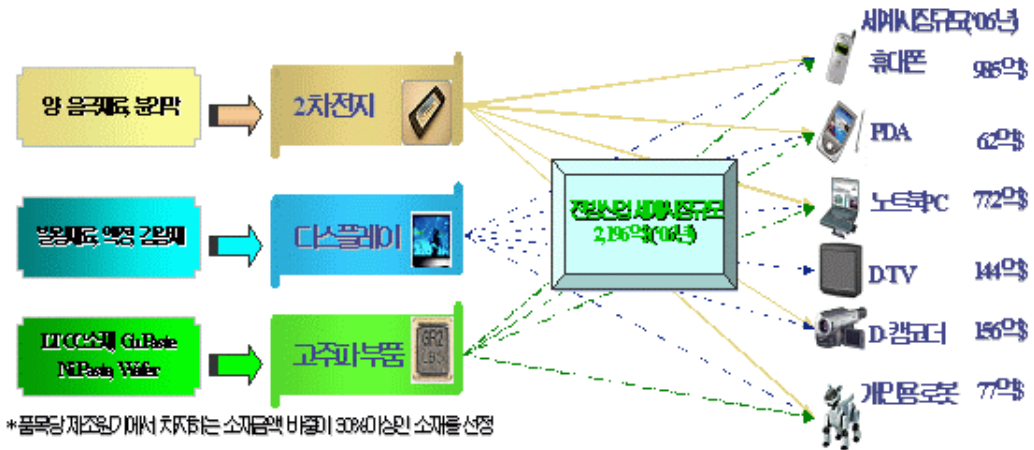 세계시장규모('06년)
휴대폰 985억$
양 음극재료, 분리막
2차전지
PDA 62억$
전방산업 세계시장규모
2,196억$('06년)
노트북PC 772억$
발광재료, 액정 감광재
디스플레이
D-TV 144억$
LTCC소재, Cu Paste
Ni Paste, Wafer
고주파부품
GR2
D-캠코더 156억$
개인용로봇 77억$
*품목당 제조원가에서 차지하는 소재금액 비중이 30%이상인 소재를 선정